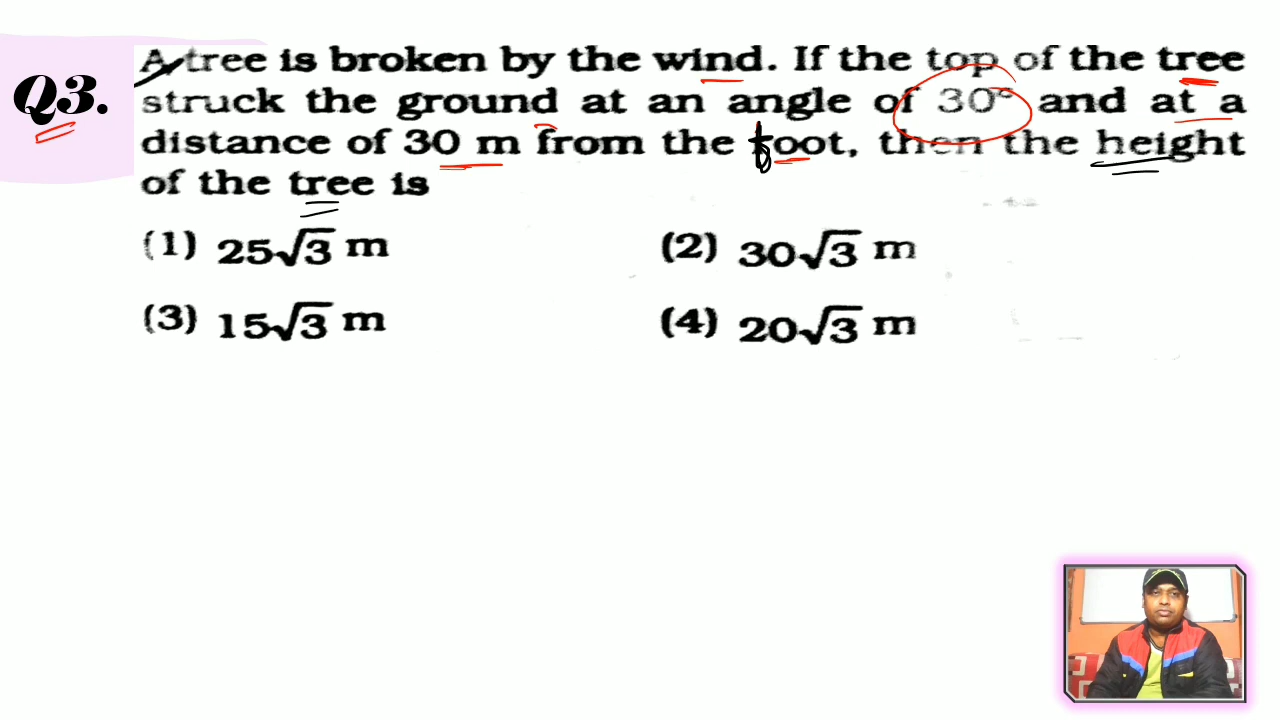 Q3.
A tree is broken by the wind. If the top of the tree
struck the ground at an angle of 30° and at a
distance of 30 m from the foot, then the height
of the tree is
(1) 25√3 m
(2) 30√3 m
(3) 15√3 m
(4) 20√3 m